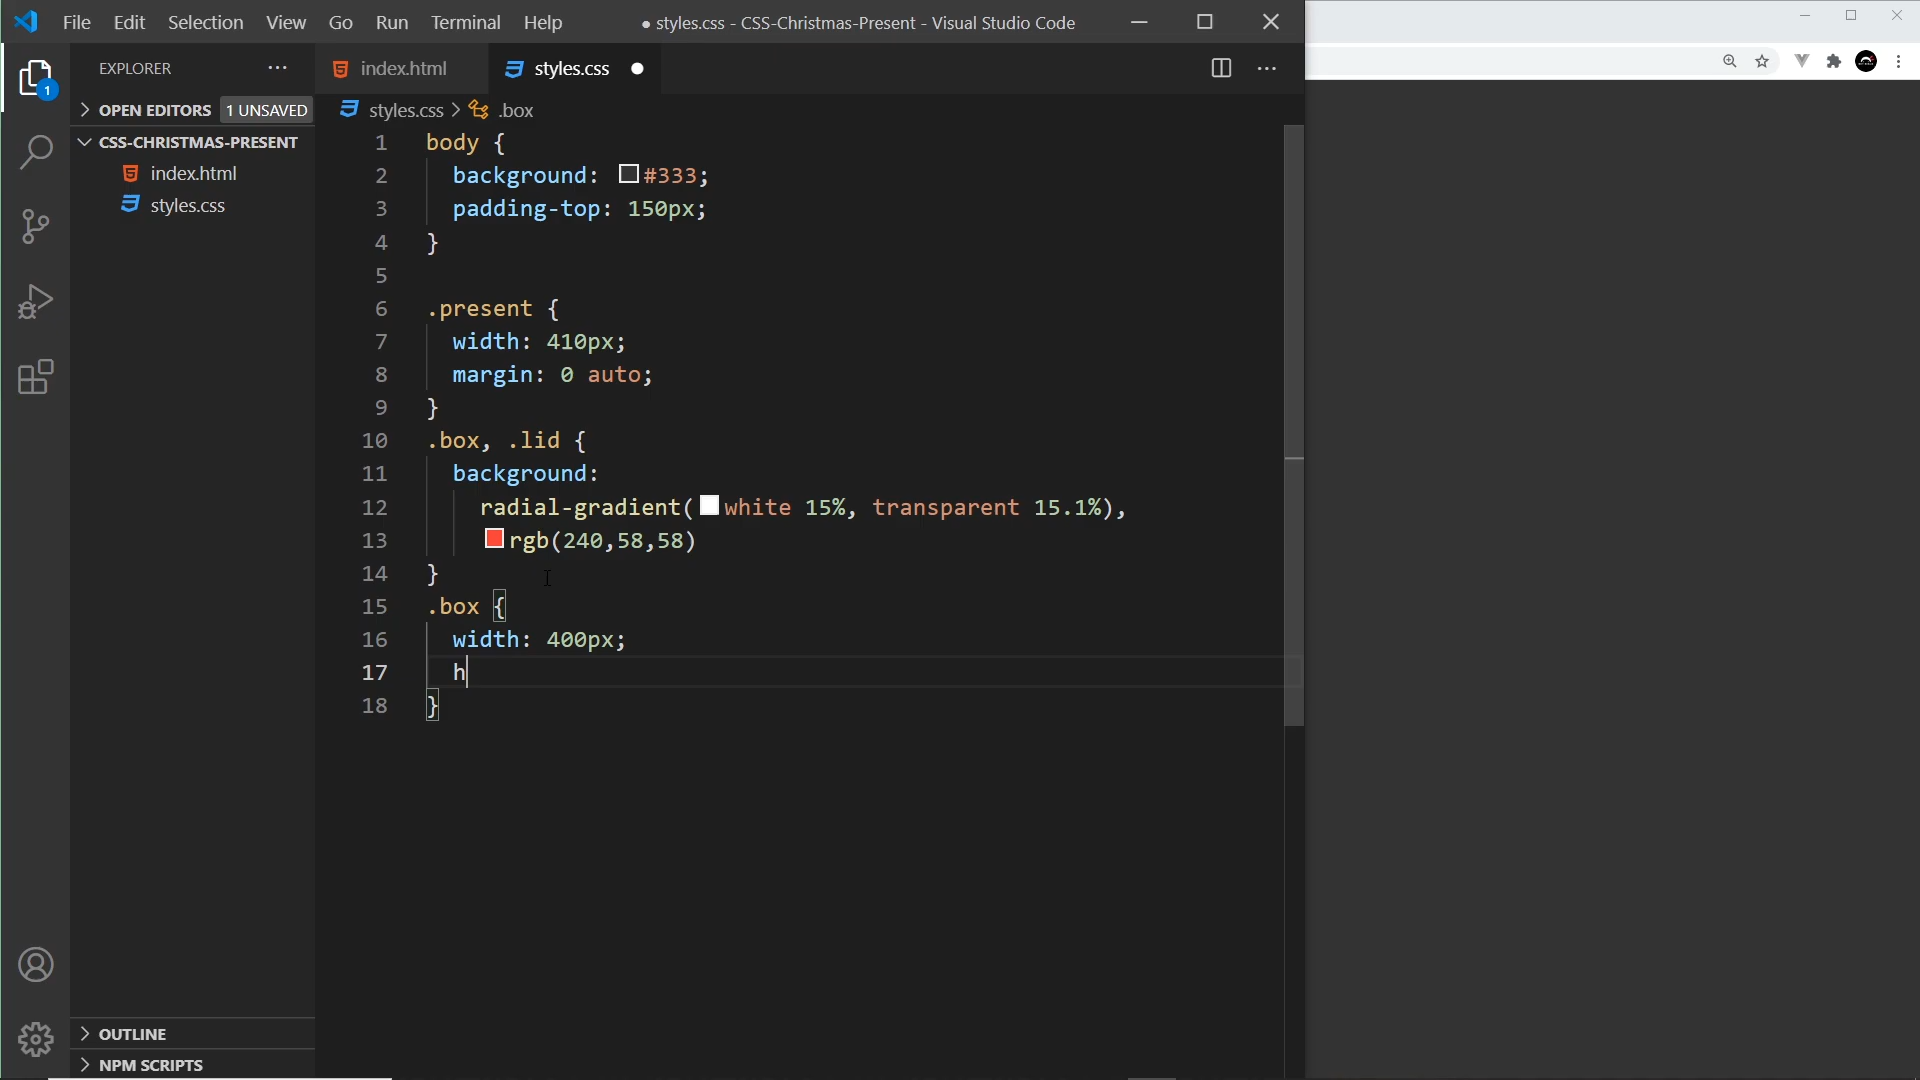 File Edit Selection View Go Run Terminal Help
● styles.css - CSS-Christmas-Present - Visual Studio Code
EXPLORER
index.html
styles.css
1
OPEN EDITORS 1 UNSAVED
styles.css > .box
CSS-CHRISTMAS-PRESENT
index.html
styles.css
1 body {
2 background: #333;
3 padding-top: 150px;
4 }
5
6 .present {
7 width: 410px;
8 margin: 0 auto;
9 }
10 .box, .lid {
11 background:
12 radial-gradient(white 15%, transparent 15.1%),
13 rgb(240,58,58)
14 }
15 .box {
16 width: 400px;
17 h
18 }
OUTLINE
NPM SCRIPTS